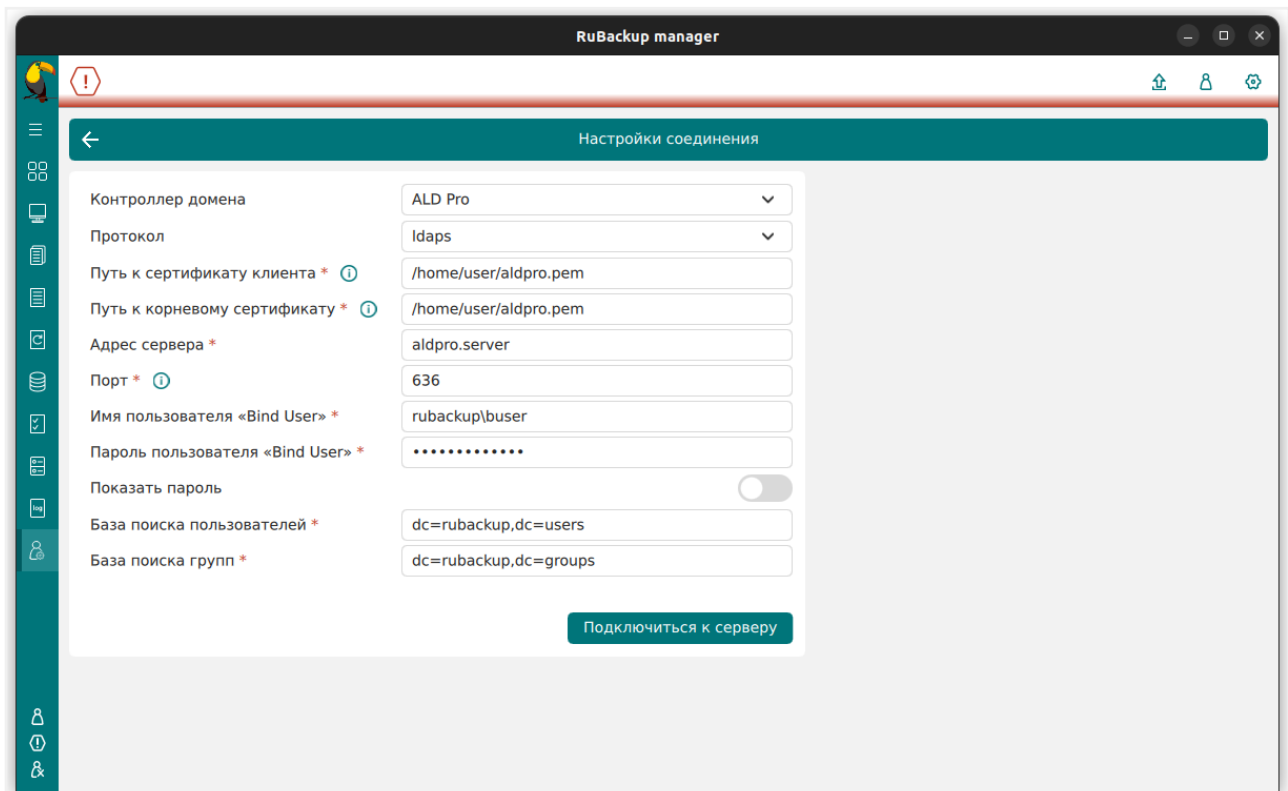 RuBackup manager
Настройки соединения
Контроллер домена ALD Pro
Протокол ldaps
Путь к сертификату клиента * /home/user/aldpro.pem
Путь к корневому сертификату * /home/user/aldpro.pem
Адрес сервера * aldpro.server
Порт * 636
Имя пользователя «Bind User» * rubackup\buser
Пароль пользователя «Bind User» * •••••••••••••
Показать пароль
База поиска пользователей * dc=rubackup,dc=users
База поиска групп * dc=rubackup,dc=groups
Подключиться к серверу
log